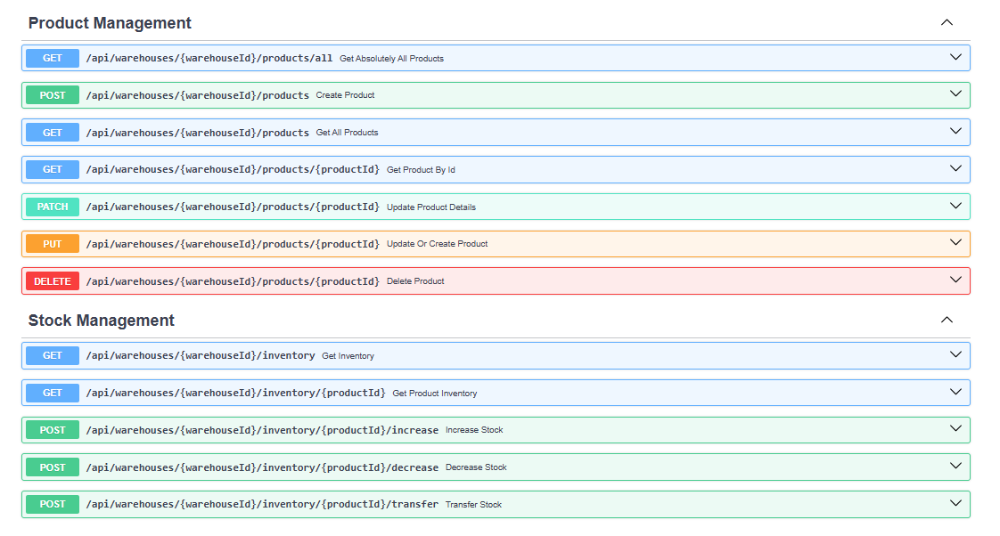 Product Management
GET /api/warehouses/{warehouseId}/products/all Get Absolutely All Products
POST /api/warehouses/{warehouseId}/products Create Product
GET /api/warehouses/{warehouseId}/products Get All Products
GET /api/warehouses/{warehouseId}/products/{productId} Get Product By Id
PATCH /api/warehouses/{warehouseId}/products/{productId} Update Product Details
PUT /api/warehouses/{warehouseId}/products/{productId} Update Or Create Product
DELETE /api/warehouses/{warehouseId}/products/{productId} Delete Product
Stock Management
GET /api/warehouses/{warehouseId}/inventory Get Inventory
GET /api/warehouses/{warehouseId}/inventory/{productId} Get Product Inventory
POST /api/warehouses/{warehouseId}/inventory/{productId}/increase Increase Stock
POST /api/warehouses/{warehouseId}/inventory/{productId}/decrease Decrease Stock
POST /api/warehouses/{warehouseId}/inventory/{productId}/transfer Transfer Stock